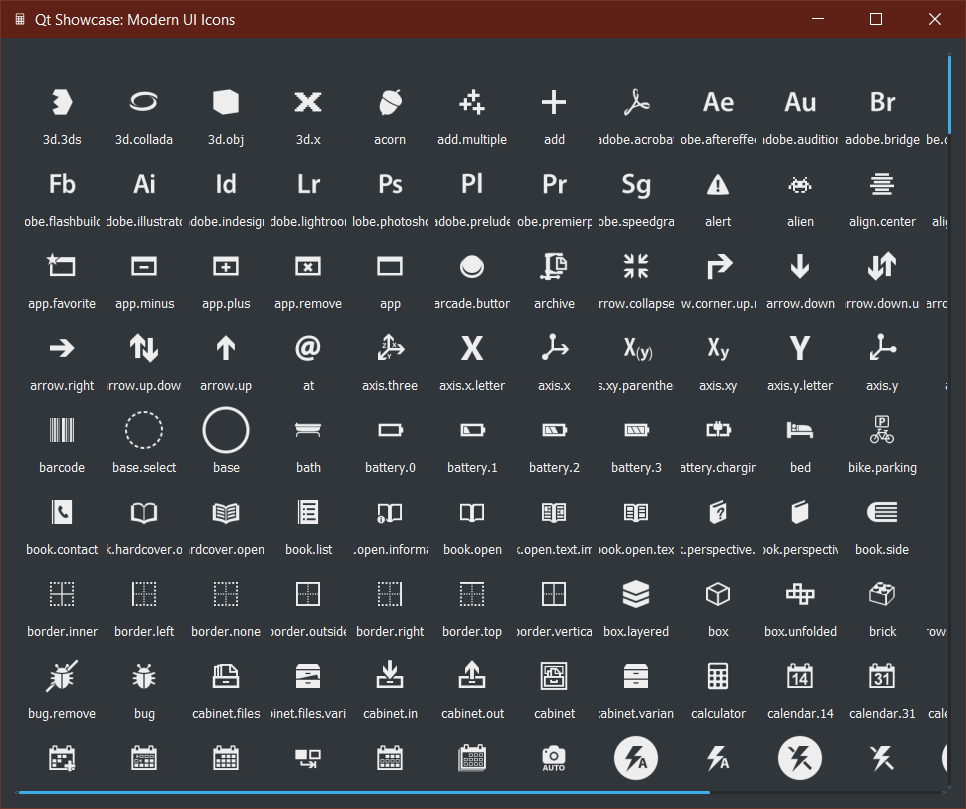 Qt Showcase: Modern UI Icons
Ae Au Br
3d.3ds 3d.collada 3d.obj 3d.x acorn add.multiple add adobe.acroba obe.aftereffec adobe.audition adobe.bridge be.c
Fb Ai Id Lr Ps Pl Pr Sg
obe.flashbuild dobe.illustrato dobe.indesign dobe.lightroon lobe.photosho adobe.prelude obe.premierp obe.speedgra alert alien align.center alig
app.favorite app.minus app.plus app.remove app arcade.button archive rrow.collapse w.corner.up.r arrow.down rrow.down.u arro
@ Z X Y X X(y) Xy Y
arrow.right rrow.up.dow arrow.up at axis.three axis.x.letter axis.x s.xy.parenthe axis.xy axis.y.letter axis.y
P
barcode base.select base bath battery.0 battery.1 battery.2 battery.3 attery.chargin bed bike.parking
?
book.contact k.hardcover.o rdcover.open book.list .open.informa book.open k.open.text.im ook.open.tex k.perspective. ook.perspectiv book.side
border.inner border.left border.none border.outside border.right border.top border.vertica box.layered box box.unfolded brick row
14 31
bug.remove bug cabinet.files inet.files.vari cabinet.in cabinet.out cabinet cabinet.varian calculator calendar.14 calendar.31 cale
AUTO A A